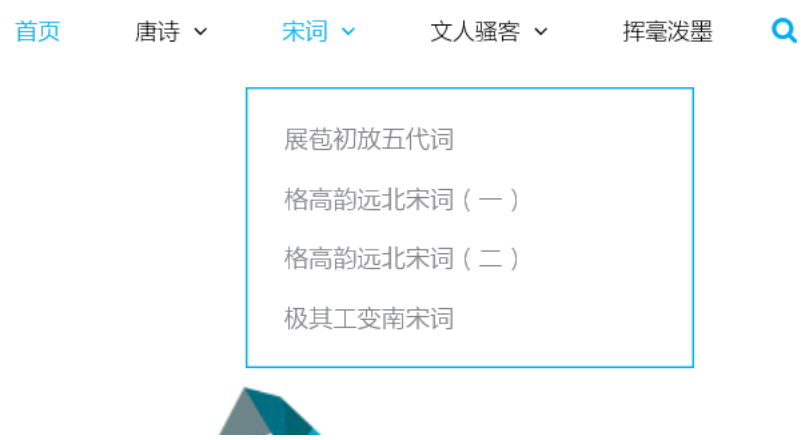 首页 唐诗 宋词 文人骚客 挥毫泼墨
展苞初放五代词
格高韵远北宋词（一）
格高韵远北宋词（二）
极其工变南宋词